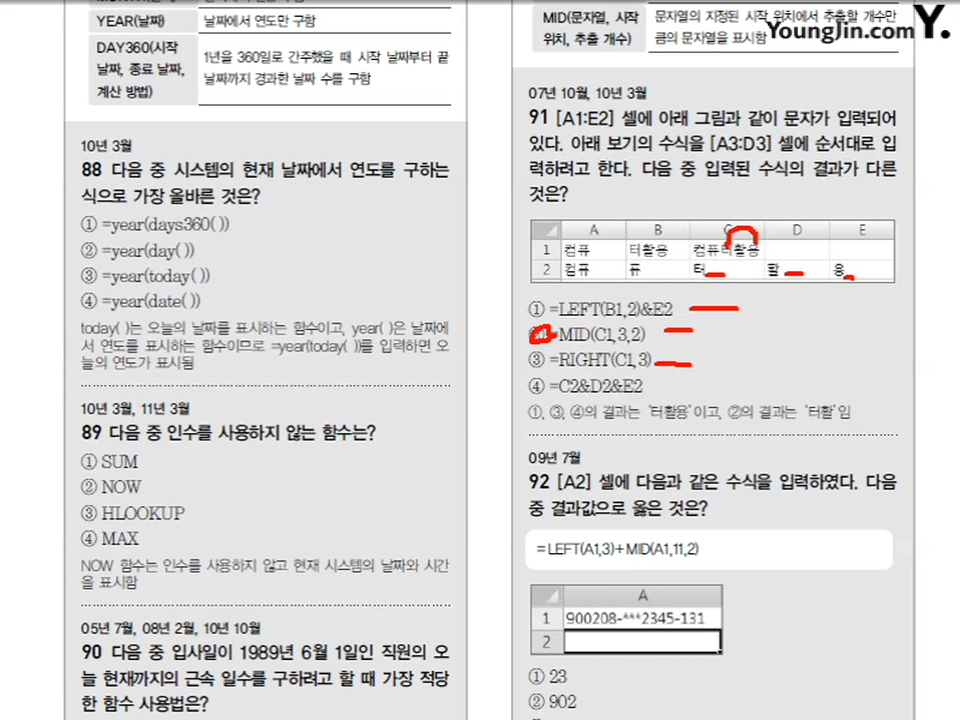 YEAR(날짜)
날짜에서 연도만 구함
DAY360(시작
날짜, 종료 날짜,
계산 방법)
1년을 360일로 간주했을 때 시작 날짜부터 끝
날짜까지 경과한 날짜 수를 구함
10년 3월
88 다음 중 시스템의 현재 날짜에서 연도를 구하는
식으로 가장 올바른 것은?
① =year(days360( ))
② =year(day( ))
③ =year(today( ))
④ =year(date( ))
today( )는 오늘의 날짜를 표시하는 함수이고, year( )은 날짜에
서 연도를 표시하는 함수이므로 =year(today( ))를 입력하면 오
늘의 연도가 표시됨
10년 3월, 11년 3월
89 다음 중 인수를 사용하지 않는 함수는?
① SUM
② NOW
③ HLOOKUP
④ MAX
NOW 함수는 인수를 사용하지 않고 현재 시스템의 날짜와 시간
을 표시함
05년 7월, 08년 2월, 10년 10월
90 다음 중 입사일이 1989년 6월 1일인 직원의 오
늘 현재까지의 근속 일수를 구하려고 할 때 가장 적당
한 함수 사용법은?
MID(문자열, 시작
위치, 추출 개수)
문자열의 지정된 시작 위치에서 추출할 개수만
큼의 문자열을 표시함
YoungJin.com Y.
07년 10월, 10년 3월
91 [A1:E2] 셀에 아래 그림과 같이 문자가 입력되어
있다. 아래 보기의 수식을 [A3:D3] 셀에 순서대로 입
력하려고 한다. 다음 중 입력된 수식의 결과가 다른
것은?
A B C D E
1 컴퓨 터활용 컴퓨터활용
2 컴 퓨 터 활 용
① =LEFT(B1,2)&E2
=MID(C1,3,2)
③ =RIGHT(C1,3)
④ =C2&D2&E2
①, ③, ④의 결과는 '터활용'이고, ②의 결과는 '터활'임
09년 7월
92 [A2] 셀에 다음과 같은 수식을 입력하였다. 다음
중 결과값으로 옳은 것은?
=LEFT(A1,3)+MID(A1,11,2)
A
1 900208-***2345-131
2
① 23
② 902